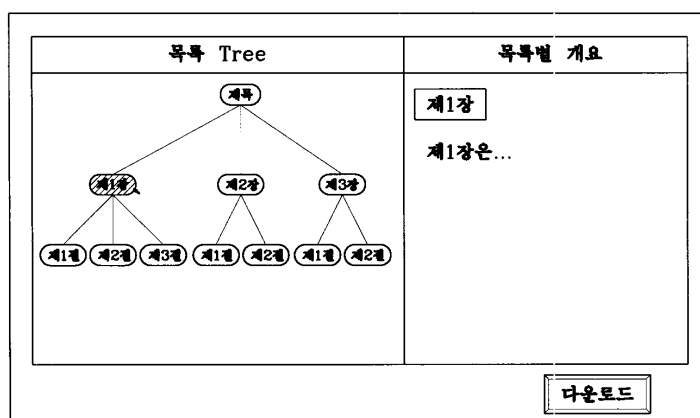 목록 Tree
목록별 개요
제목
제1장
제2장
제3장
제1절
제2절
제3절
제1절
제2절
제1절
제2절
제1장
제1장은...
다운로드